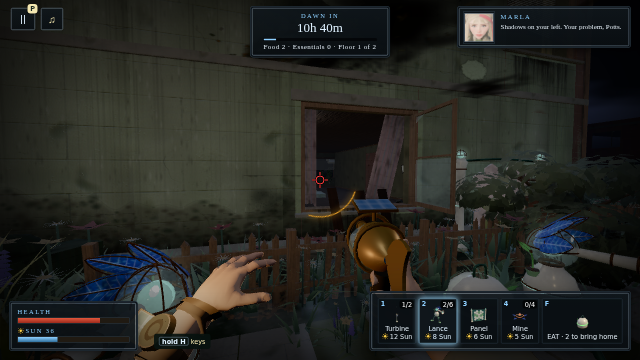 P
DAWN IN
10h 40m
Food 2 · Essentials 0 · Floor 1 of 2
MARLA
Shadows on your left. Your problem, Potts.
HEALTH
SUN 56
hold H keys
1 1/2
Turbine
12 Sun
2 2/6
Lance
8 Sun
3
Panel
6 Sun
4 0/4
Mine
5 Sun
F
EAT · 2 to bring home